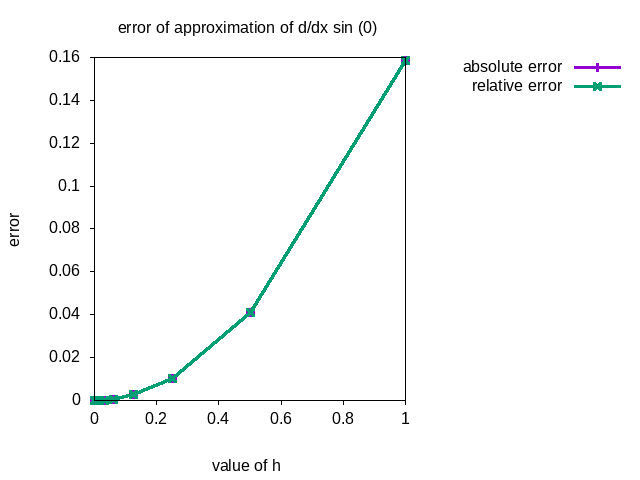 error of approximation of d/dx sin (0)
absolute error
relative error
0.16
0.14
0.12
0.1
0.08
0.06
0.04
0.02
0
error
0 0.2 0.4 0.6 0.8 1
value of h